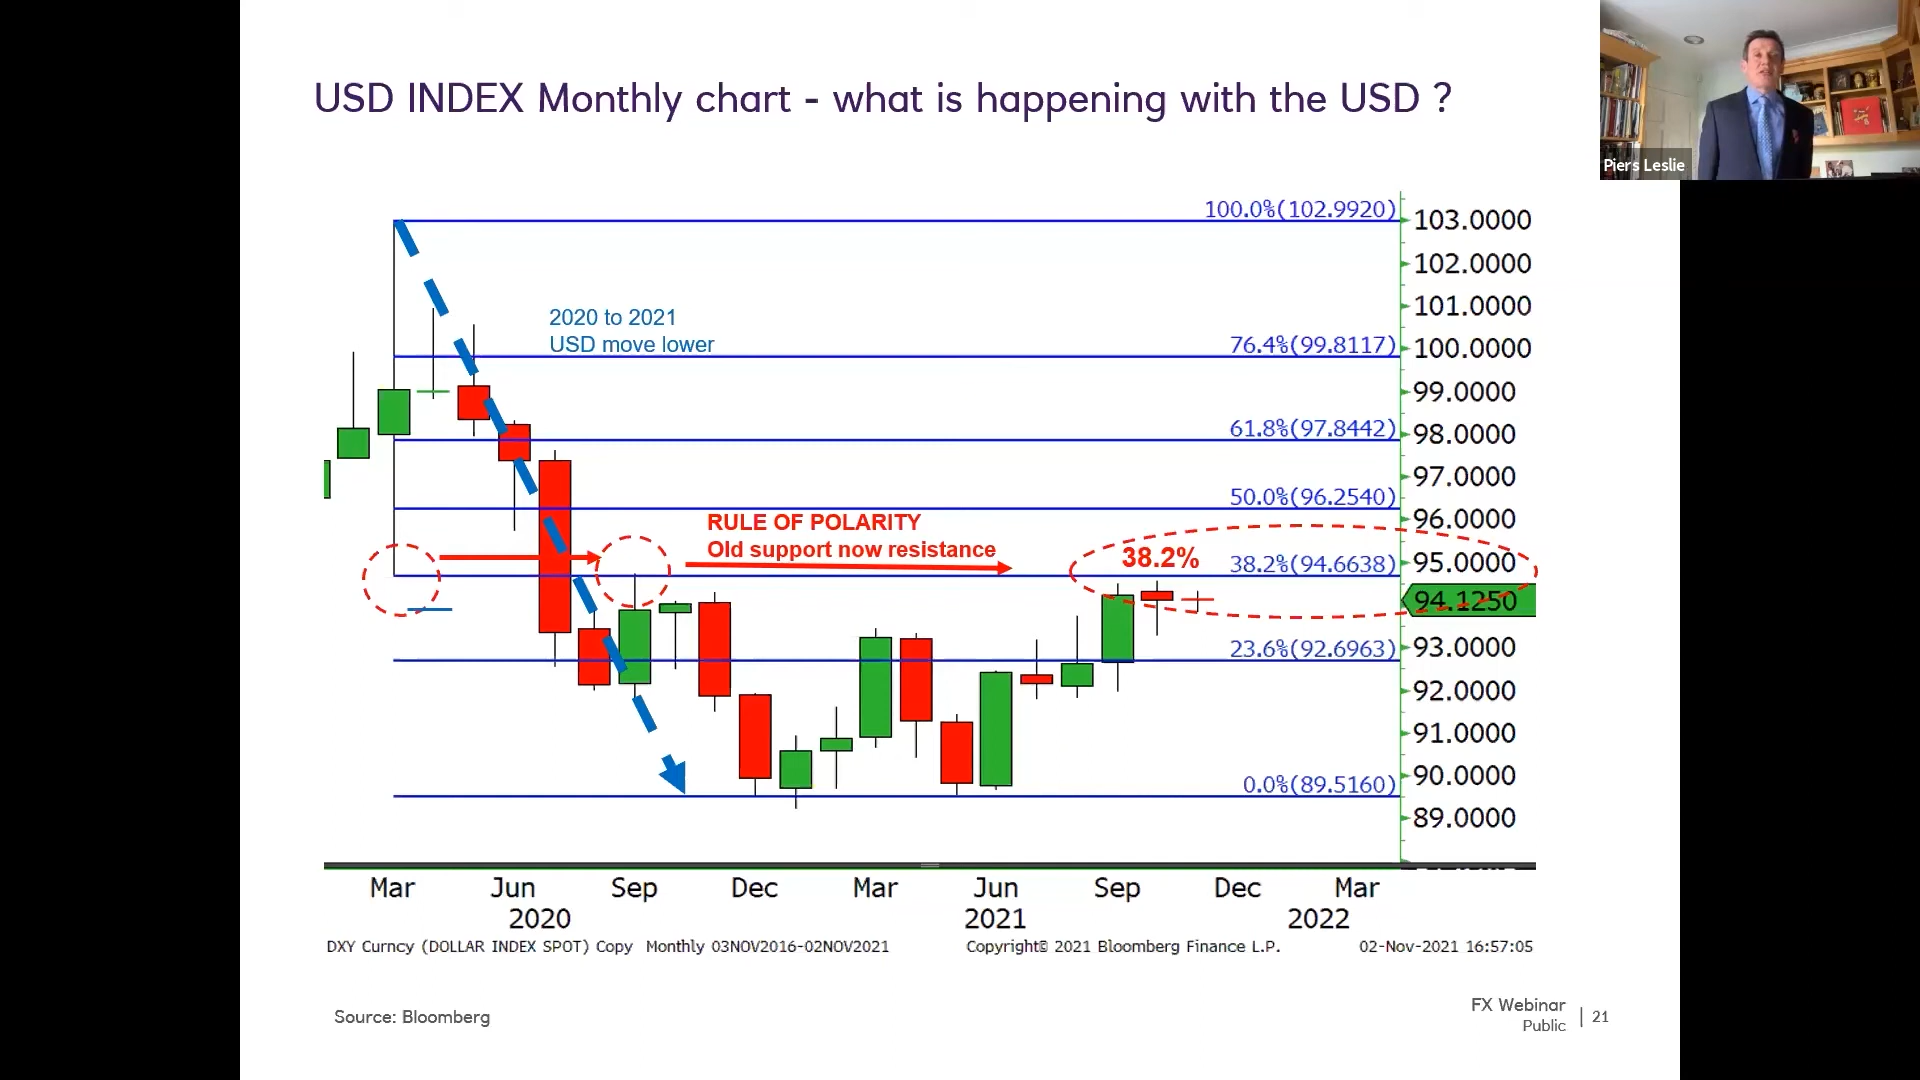 USD INDEX Monthly chart - what is happening with the USD ?
Piers Leslie
100.0%(102.9920)
103.0000
102.0000
101.0000
2020 to 2021
USD move lower
76.4%(99.8117)
100.0000
99.0000
61.8%(97.8442)
98.0000
97.0000
50.0%(96.2540)
96.0000
RULE OF POLARITY
Old support now resistance
38.2%
38.2%(94.6638)
95.0000
94.1250
23.6%(92.6963)
93.0000
92.0000
91.0000
0.0%(89.5160)
90.0000
89.0000
Mar Jun Sep Dec Mar Jun Sep Dec Mar
2020 2021 2022
DXY Curncy (DOLLAR INDEX SPOT) Copy Monthly 03NOV2016-02NOV2021 Copyright© 2021 Bloomberg Finance L.P. 02-Nov-2021 16:57:05
Source: Bloomberg
FX Webinar
Public | 21